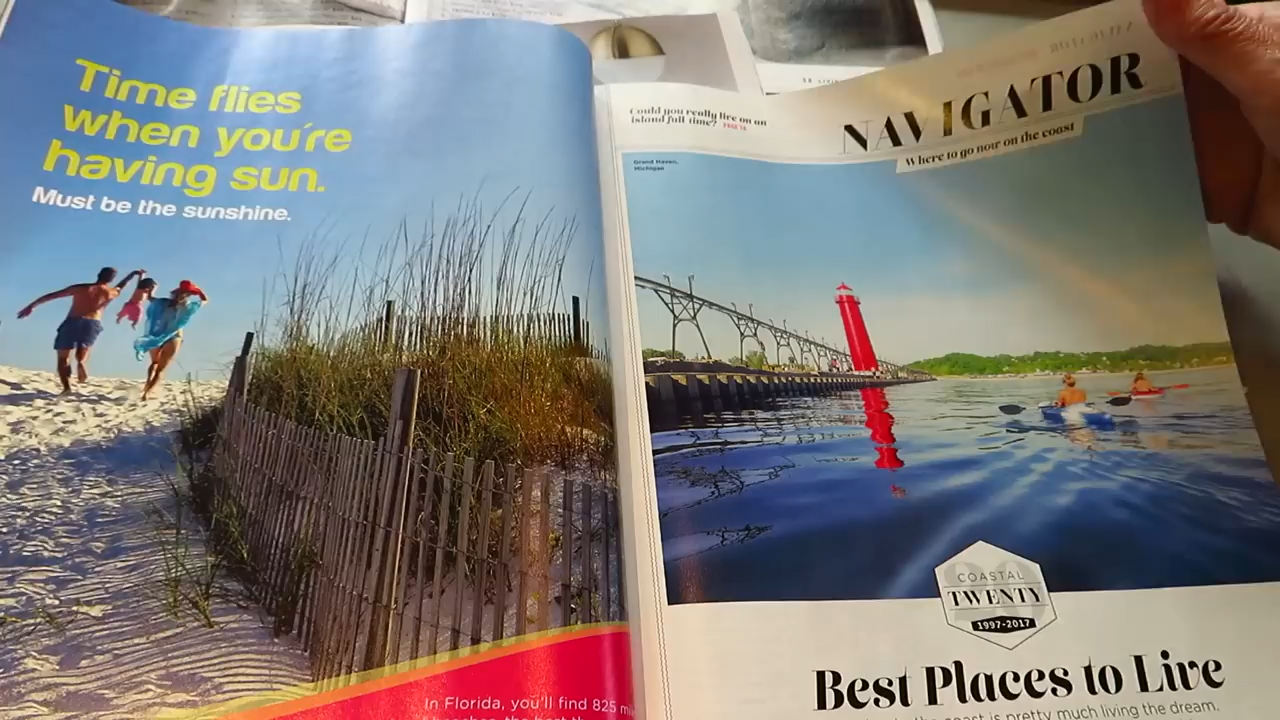 Time flies
when you're
having sun.
Must be the sunshine.
In Florida, you'll find 825
Could you really live on an
island full time? PAGE 14
NAVIGATOR
Where to go now on the coast
Grand Haven,
Michigan
COASTAL
TWENTY
1997-2017
Best Places to Live
the coast is pretty much living the dream.